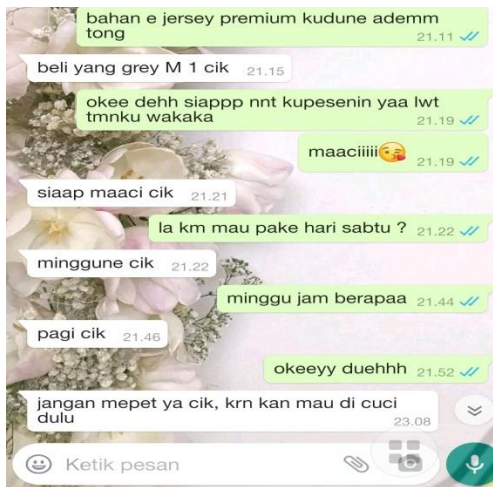 bahan e jersey premium kudune ademm
tong
21.11
beli yang grey M 1 cik 21.15
okee dehh siappp nnt kupesenin yaa lwt
tmnku wakaka
21.19
maaciiiii😘 21.19
siaap maaci cik 21.21
la km mau pake hari sabtu ? 21.22
minggune cik 21.22
minggu jam berapaa 21.44
pagi cik 21.46
okeeyy duehhh 21.52
jangan mepet ya cik, krn kan mau di cuci
dulu
23.08
Ketik pesan